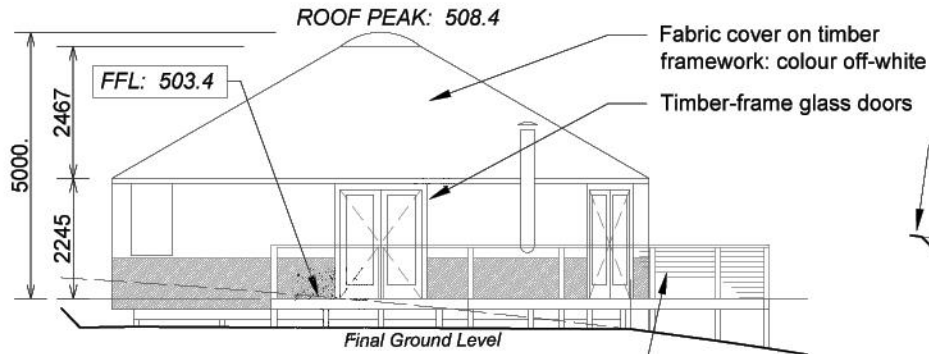 ROOF PEAK: 508.4
Fabric cover on timber
framework: colour off-white
FFL: 503.4
Timber-frame glass doors
2467
5000.
2245
Final Ground Level